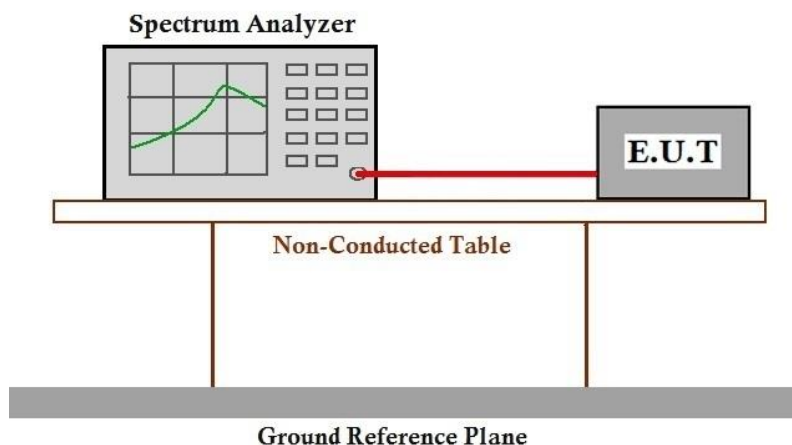 Spectrum Analyzer
E.U.T
Non-Conducted Table
Ground Reference Plane